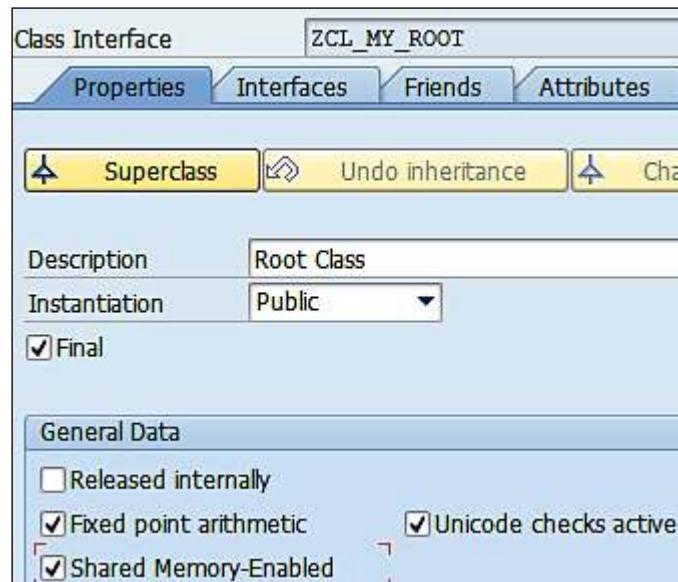 Class Interface ZCL_MY_ROOT
Properties Interfaces Friends Attributes
Superclass Undo inheritance Cha
Description Root Class
Instantiation Public
Final
General Data
Released internally
Fixed point arithmetic Unicode checks active
Shared Memory-Enabled